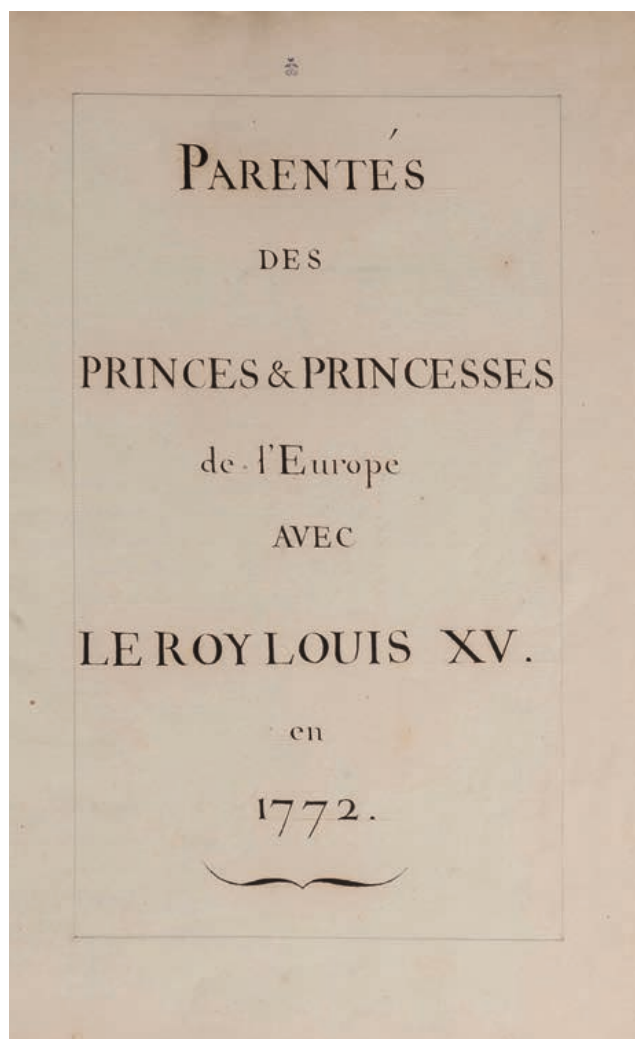 PARENTÉS
DES
PRINCES & PRINCESSES
de l'Europe
AVEC
LE ROY LOUIS XV.
en
1772.